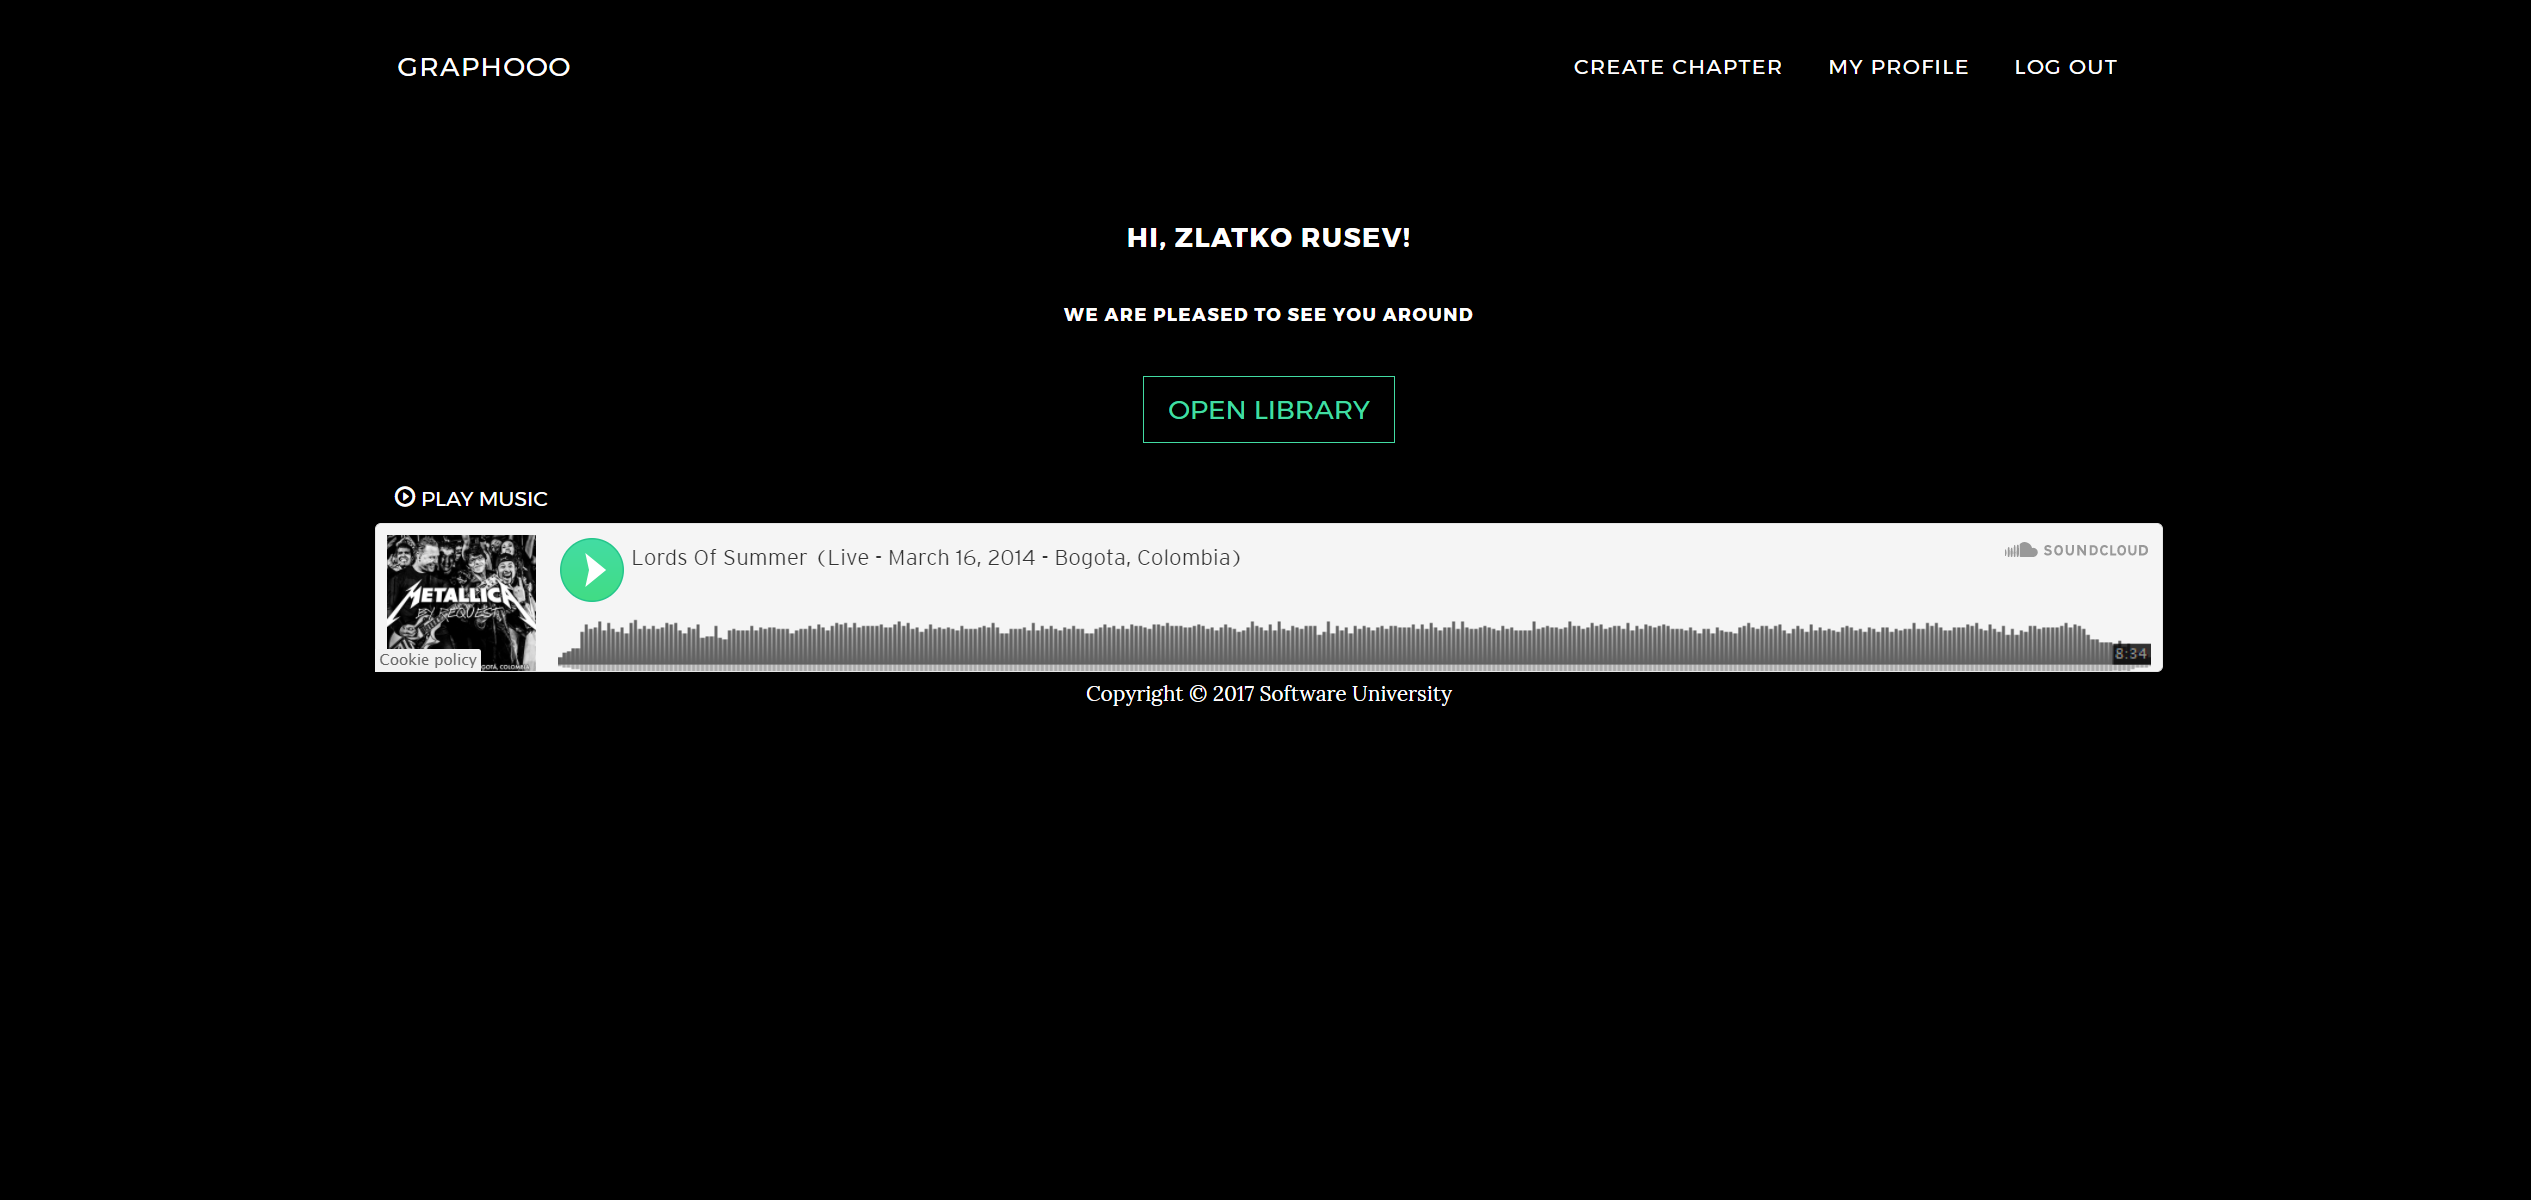 GRAPHOOO
CREATE CHAPTER MY PROFILE LOG OUT
HI, ZLATKO RUSEV!
WE ARE PLEASED TO SEE YOU AROUND
OPEN LIBRARY
PLAY MUSIC
Lords Of Summer (Live - March 16, 2014 - Bogota, Colombia)
SOUNDCLOUD
METALLICA
BY REQUEST
Cookie policy
BOGOTÁ, COLOMBIA
8:34
Copyright © 2017 Software University